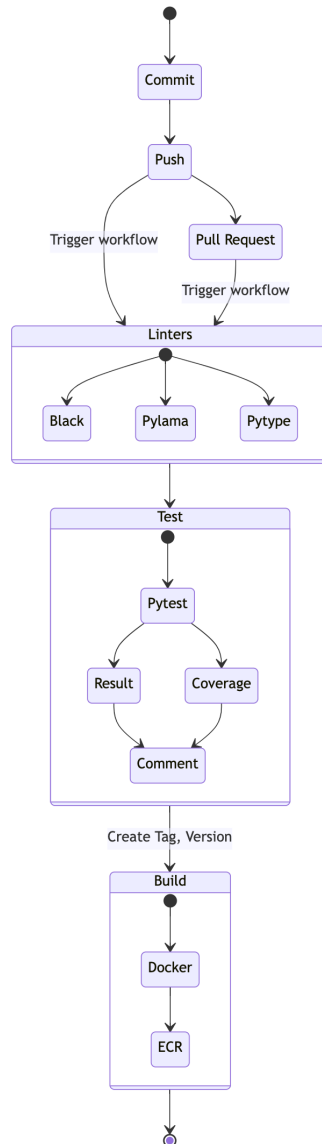 Commit
Push
Trigger workflow
Pull Request
Trigger workflow
Linters
Black
Pylama
Pytype
Test
Pytest
Result
Coverage
Comment
Create Tag, Version
Build
Docker
ECR